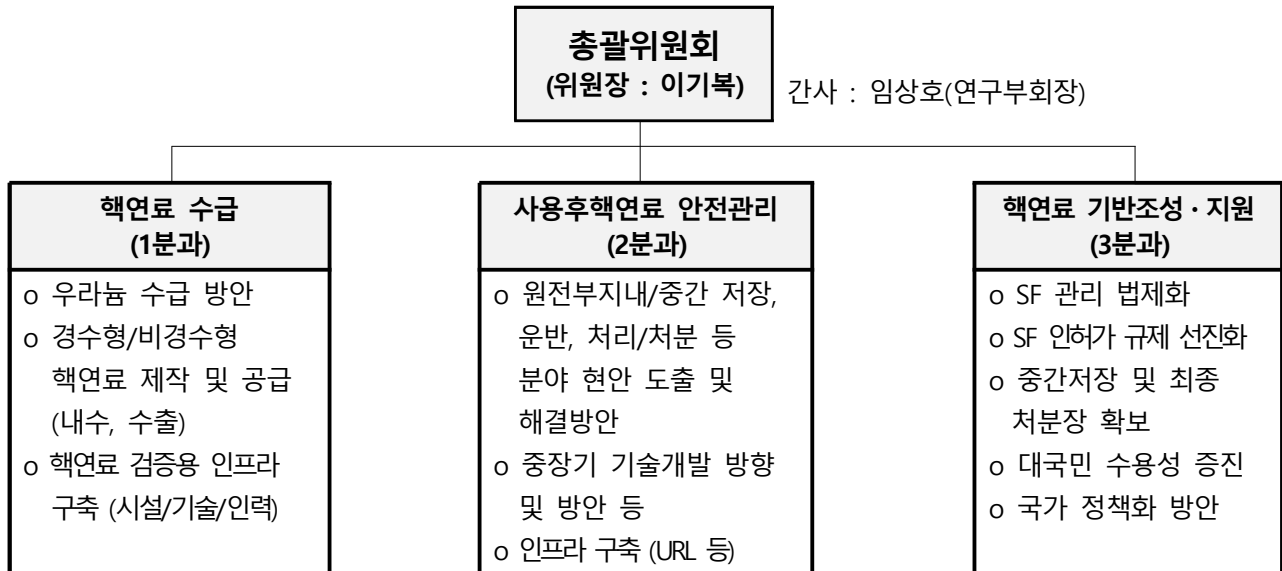 총괄위원회
(위원장 : 이기복)
간사 : 임상호(연구부회장)
핵연료 수급
(1분과)
o 우라늄 수급 방안
o 경수형/비경수형
핵연료 제작 및 공급
(내수, 수출)
o 핵연료 검증용 인프라
구축 (시설/기술/인력)
사용후핵연료 안전관리
(2분과)
o 원전부지내/중간 저장,
운반, 처리/처분 등
분야 현안 도출 및
해결방안
o 중장기 기술개발 방향
및 방안 등
o 인프라 구축 (URL 등)
핵연료 기반조성 · 지원
(3분과)
o SF 관리 법제화
o SF 인허가 규제 선진화
o 중간저장 및 최종
처분장 확보
o 대국민 수용성 증진
o 국가 정책화 방안